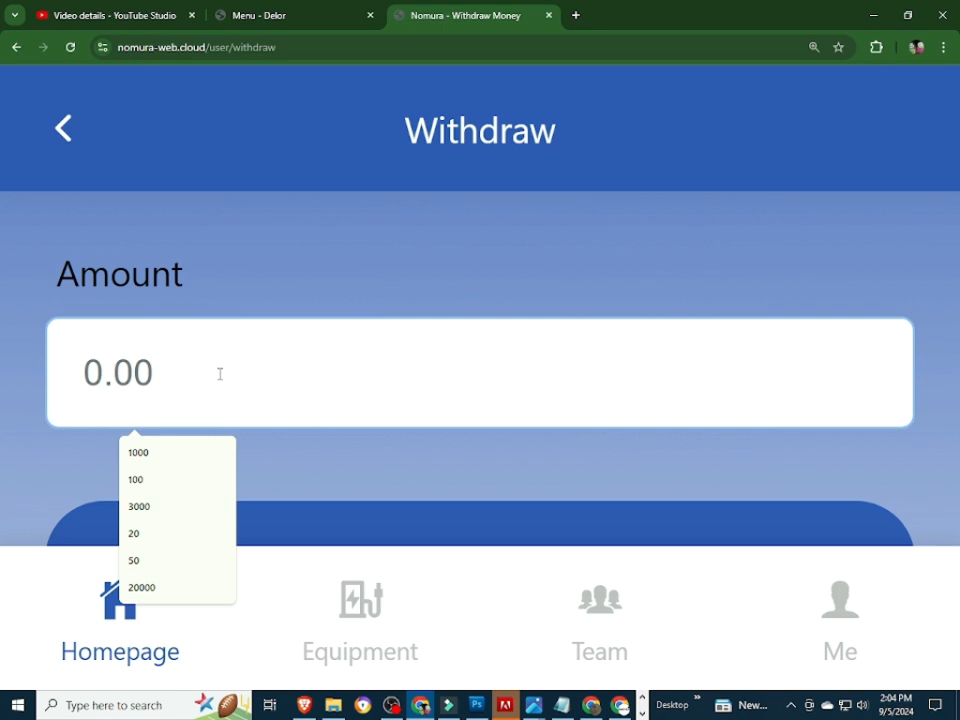 Video details - YouTube Studio
Menu - Delor
Nomura - Withdraw Money
nomura-web.cloud/user/withdraw
Withdraw
Amount
0.00
1000
100
3000
20
50
20000
Homepage
Equipment
Team
Me
Type here to search
Desktop
New...
2:04 PM
9/5/2024